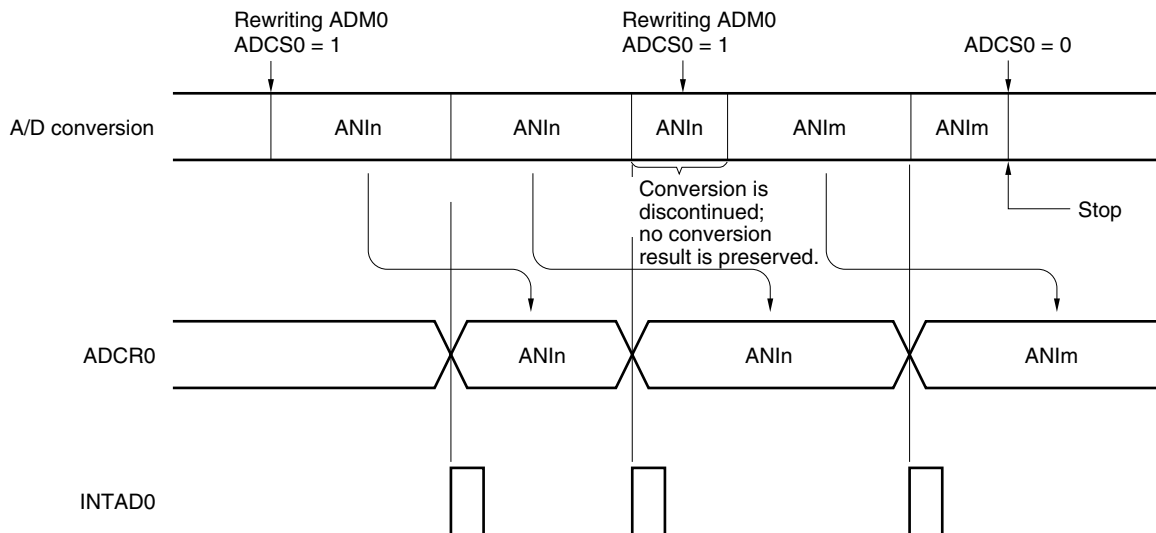 Rewriting ADM0
ADCS0 = 1
Rewriting ADM0
ADCS0 = 1
ADCS0 = 0
A/D conversion
ANIn
ANIn
ANIn
ANIm
ANIm
Conversion is
discontinued;
no conversion
result is preserved.
Stop
ADCR0
ANIn
ANIn
ANIm
INTAD0